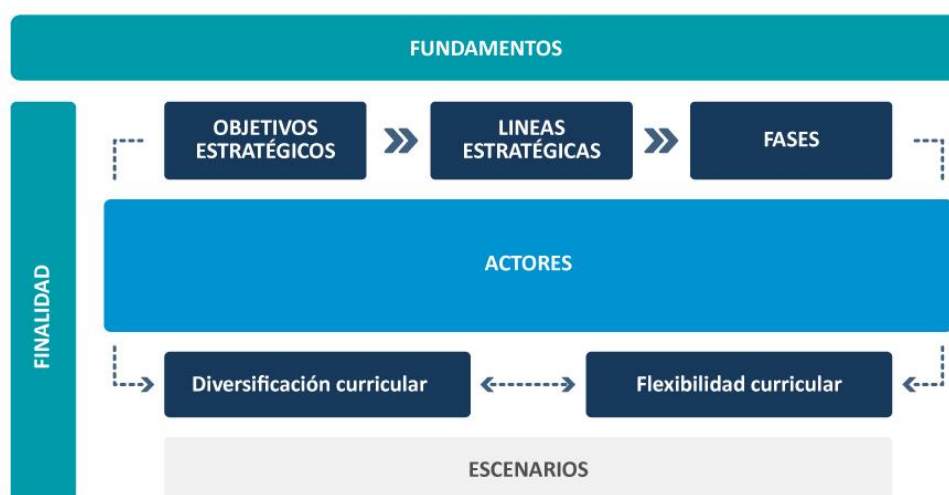 FUNDAMENTOS
OBJETIVOS
ESTRATÉGICOS
LINEAS
ESTRATÉGICAS
FASES
ACTORES
FINALIDAD
Diversificación curricular
Flexibilidad curricular
ESCENARIOS